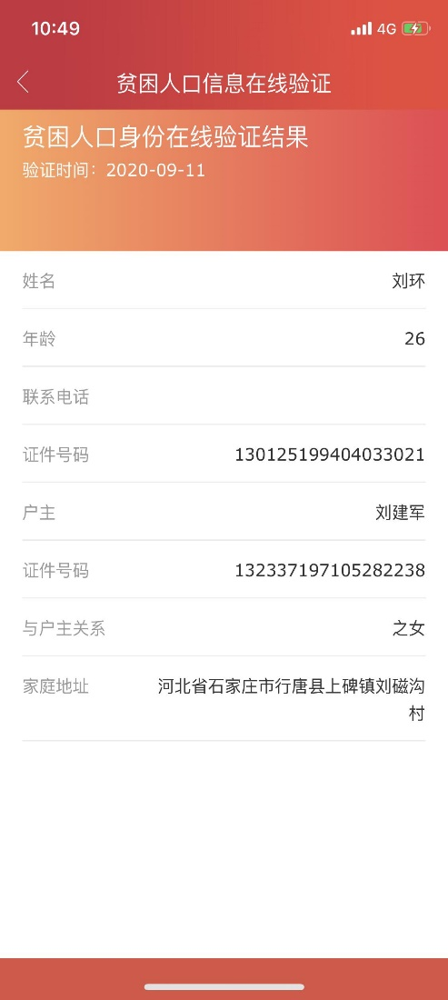 10:49
4G
贫困人口信息在线验证
贫困人口身份在线验证结果
验证时间：2020-09-11
姓名 刘环
年龄 26
联系电话
证件号码 130125199404033021
户主 刘建军
证件号码 132337197105282238
与户主关系 之女
家庭地址 河北省石家庄市行唐县上碑镇刘磁沟
村